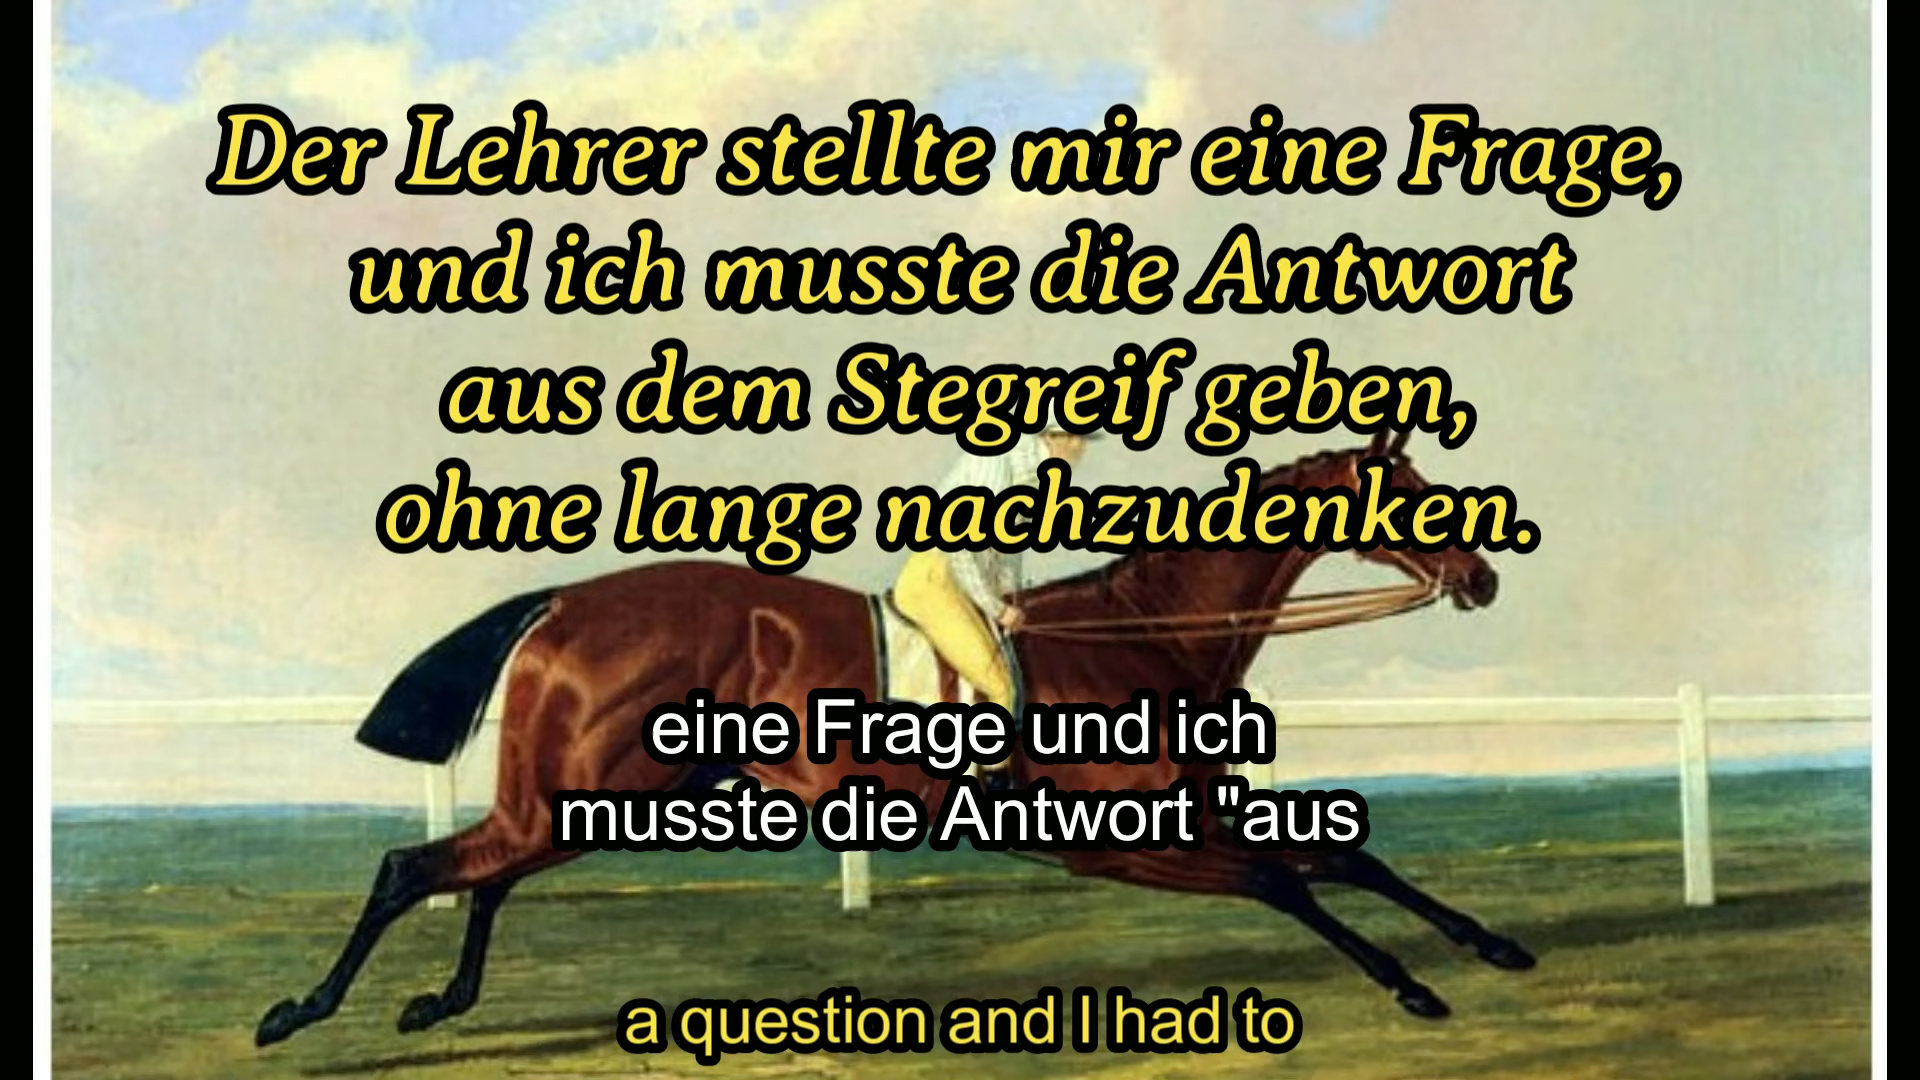 Der Lehrer stellte mir eine Frage,
und ich musste die Antwort
aus dem Stegreif geben,
ohne lange nachzudenken.
eine Frage und ich
musste die Antwort "aus
a question and I had to